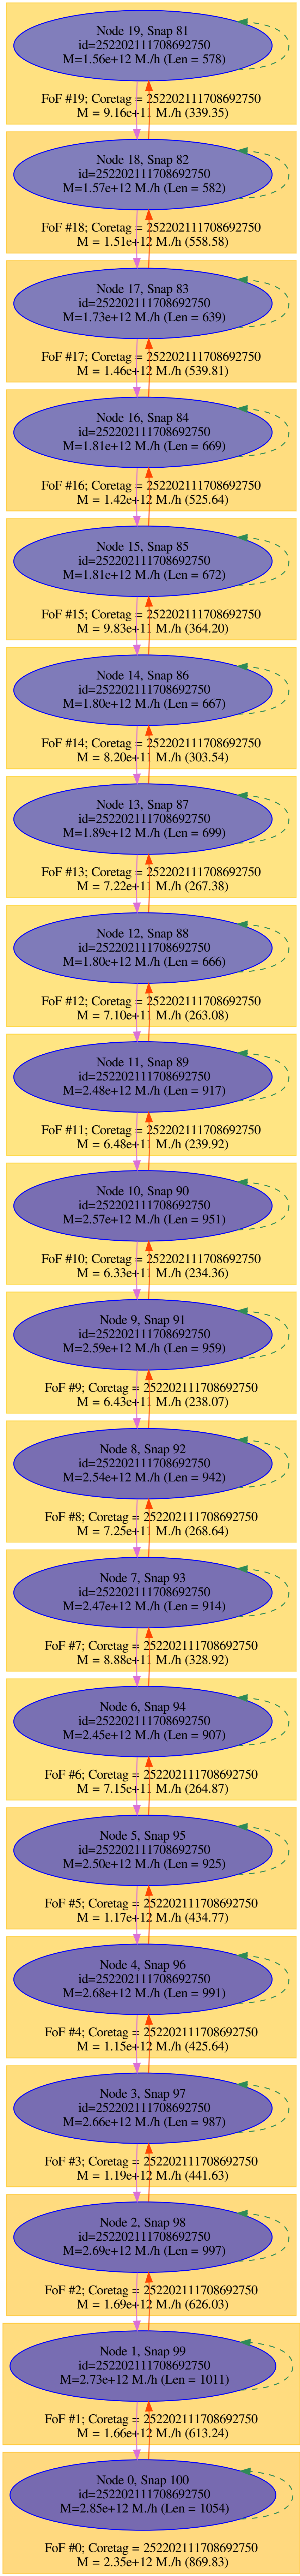 Node 19, Snap 81
id=252202111708692750
M=1.56e+12 M./h (Len = 578)
FoF #19; Coretag = 252202111708692750
M = 9.16e+11 M./h (339.35)
Node 18, Snap 82
id=252202111708692750
M=1.57e+12 M./h (Len = 582)
FoF #18; Coretag = 252202111708692750
M = 1.51e+12 M./h (558.58)
Node 17, Snap 83
id=252202111708692750
M=1.73e+12 M./h (Len = 639)
FoF #17; Coretag = 252202111708692750
M = 1.46e+12 M./h (539.81)
Node 16, Snap 84
id=252202111708692750
M=1.81e+12 M./h (Len = 669)
FoF #16; Coretag = 252202111708692750
M = 1.42e+12 M./h (525.64)
Node 15, Snap 85
id=252202111708692750
M=1.81e+12 M./h (Len = 672)
FoF #15; Coretag = 252202111708692750
M = 9.83e+11 M./h (364.20)
Node 14, Snap 86
id=252202111708692750
M=1.80e+12 M./h (Len = 667)
FoF #14; Coretag = 252202111708692750
M = 8.20e+11 M./h (303.54)
Node 13, Snap 87
id=252202111708692750
M=1.89e+12 M./h (Len = 699)
FoF #13; Coretag = 252202111708692750
M = 7.22e+11 M./h (267.38)
Node 12, Snap 88
id=252202111708692750
M=1.80e+12 M./h (Len = 666)
FoF #12; Coretag = 252202111708692750
M = 7.10e+11 M./h (263.08)
Node 11, Snap 89
id=252202111708692750
M=2.48e+12 M./h (Len = 917)
FoF #11; Coretag = 252202111708692750
M = 6.48e+11 M./h (239.92)
Node 10, Snap 90
id=252202111708692750
M=2.57e+12 M./h (Len = 951)
FoF #10; Coretag = 252202111708692750
M = 6.33e+11 M./h (234.36)
Node 9, Snap 91
id=252202111708692750
M=2.59e+12 M./h (Len = 959)
FoF #9; Coretag = 252202111708692750
M = 6.43e+11 M./h (238.07)
Node 8, Snap 92
id=252202111708692750
M=2.54e+12 M./h (Len = 942)
FoF #8; Coretag = 252202111708692750
M = 7.25e+11 M./h (268.64)
Node 7, Snap 93
id=252202111708692750
M=2.47e+12 M./h (Len = 914)
FoF #7; Coretag = 252202111708692750
M = 8.88e+11 M./h (328.92)
Node 6, Snap 94
id=252202111708692750
M=2.45e+12 M./h (Len = 907)
FoF #6; Coretag = 252202111708692750
M = 7.15e+11 M./h (264.87)
Node 5, Snap 95
id=252202111708692750
M=2.50e+12 M./h (Len = 925)
FoF #5; Coretag = 252202111708692750
M = 1.17e+12 M./h (434.77)
Node 4, Snap 96
id=252202111708692750
M=2.68e+12 M./h (Len = 991)
FoF #4; Coretag = 252202111708692750
M = 1.15e+12 M./h (425.64)
Node 3, Snap 97
id=252202111708692750
M=2.66e+12 M./h (Len = 987)
FoF #3; Coretag = 252202111708692750
M = 1.19e+12 M./h (441.63)
Node 2, Snap 98
id=252202111708692750
M=2.69e+12 M./h (Len = 997)
FoF #2; Coretag = 252202111708692750
M = 1.69e+12 M./h (626.03)
Node 1, Snap 99
id=252202111708692750
M=2.73e+12 M./h (Len = 1011)
FoF #1; Coretag = 252202111708692750
M = 1.66e+12 M./h (613.24)
Node 0, Snap 100
id=252202111708692750
M=2.85e+12 M./h (Len = 1054)
FoF #0; Coretag = 252202111708692750
M = 2.35e+12 M./h (869.83)